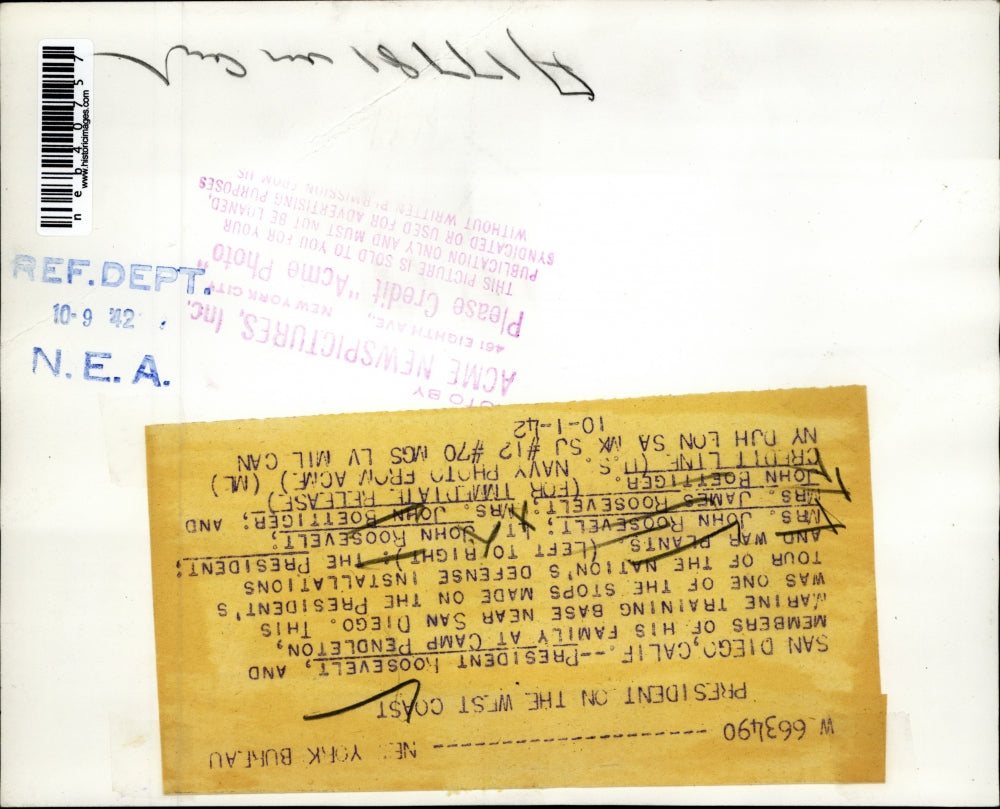 neb40757
www.historicimages.com
REF.DEPT.
10-9 '42
N.E.A.
W 663490 ---------------------- NEW YORK BUREAU
PRESIDENT ON THE WEST COAST
SAN DIEGO,CALIF.--PRESIDENT ROOSEVELT, AND
MEMBERS OF HIS FAMILY AT CAMP PENDLETON,
MARINE TRAINING BASE NEAR SAN DIEGO. THIS
WAS ONE OF THE STOPS MADE ON THE PRESIDENT'S
TOUR OF THE NATION'S DEFENSE INSTALLATIONS
AND WAR PLANTS. (LEFT TO RIGHT): THE PRESIDENT;
MRS. JOHN ROOSEVELT; LT. JOHN ROOSEVELT;
MRS. JAMES ROOSEVELT; MRS. JOHN BOETTIGER; AND
JOHN BOETTIGER. (FOR IMMEDIATE RELEASE)
CREDIT LINE (U.S. NAVY PHOTO FROM ACME) (ML)
NY DJH LON SA MX SJ #12 #70 MGS LV MIL CAN
10-1-42
OTO BY
ACME NEWSPICTURES, Inc.
461 EIGHTH AVE., NEW YORK CITY
Please Credit "Acme Photo"
THIS PICTURE IS SOLD TO YOU FOR YOUR
PUBLICATION ONLY AND MUST NOT BE LOANED,
SYNDICATED OR USED FOR ADVERTISING PURPOSES
WITHOUT WRITTEN PERMISSION FROM US